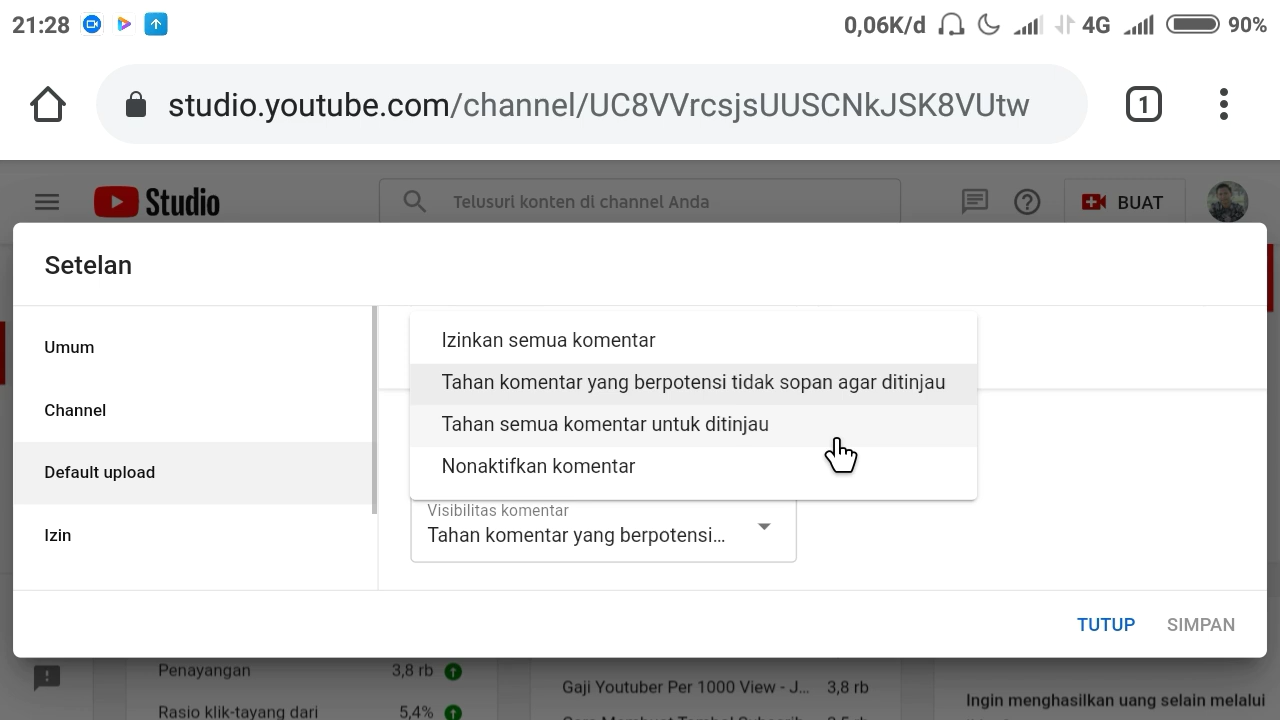 21:28
0,06K/d
4G
90%
studio.youtube.com/channel/UC8VVrcsjsUUSCNkJSK8VUtw
1
Studio
Telusuri konten di channel Anda
BUAT
Setelan
Umum
Channel
Default upload
Izin
Izinkan semua komentar
Tahan komentar yang berpotensi tidak sopan agar ditinjau
Tahan semua komentar untuk ditinjau
Nonaktifkan komentar
Visibilitas komentar
Tahan komentar yang berpotensi...
TUTUP
SIMPAN
Penayangan
3,8 rb
Rasio klik-tayang dari
5,4%
Gaji Youtuber Per 1000 View - J...
3,8 rb
Ingin menghasilkan uang selain melalui